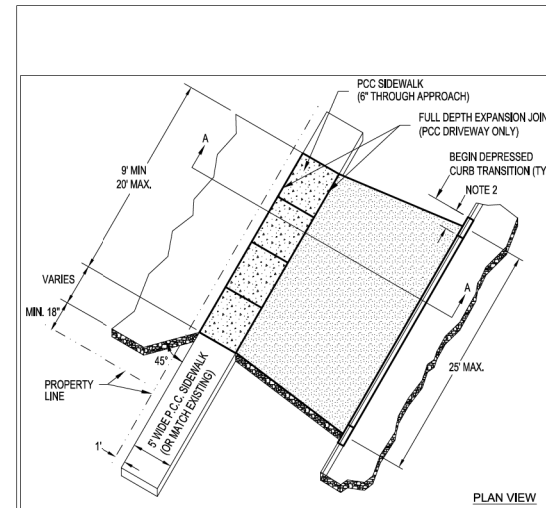 PCC SIDEWALK
(6" THROUGH APPROACH)
FULL DEPTH EXPANSION JOIN
(PCC DRIVEWAY ONLY)
BEGIN DEPRESSED
CURB TRANSITION (TY
NOTE 2
A
9' MIN
20' MAX.
VARIES
MIN. 18"
A
45°
25' MAX.
PROPERTY
LINE
5' WIDE P.C.C. SIDEWALK
(OR MATCH EXISTING)
1'
PLAN VIEW